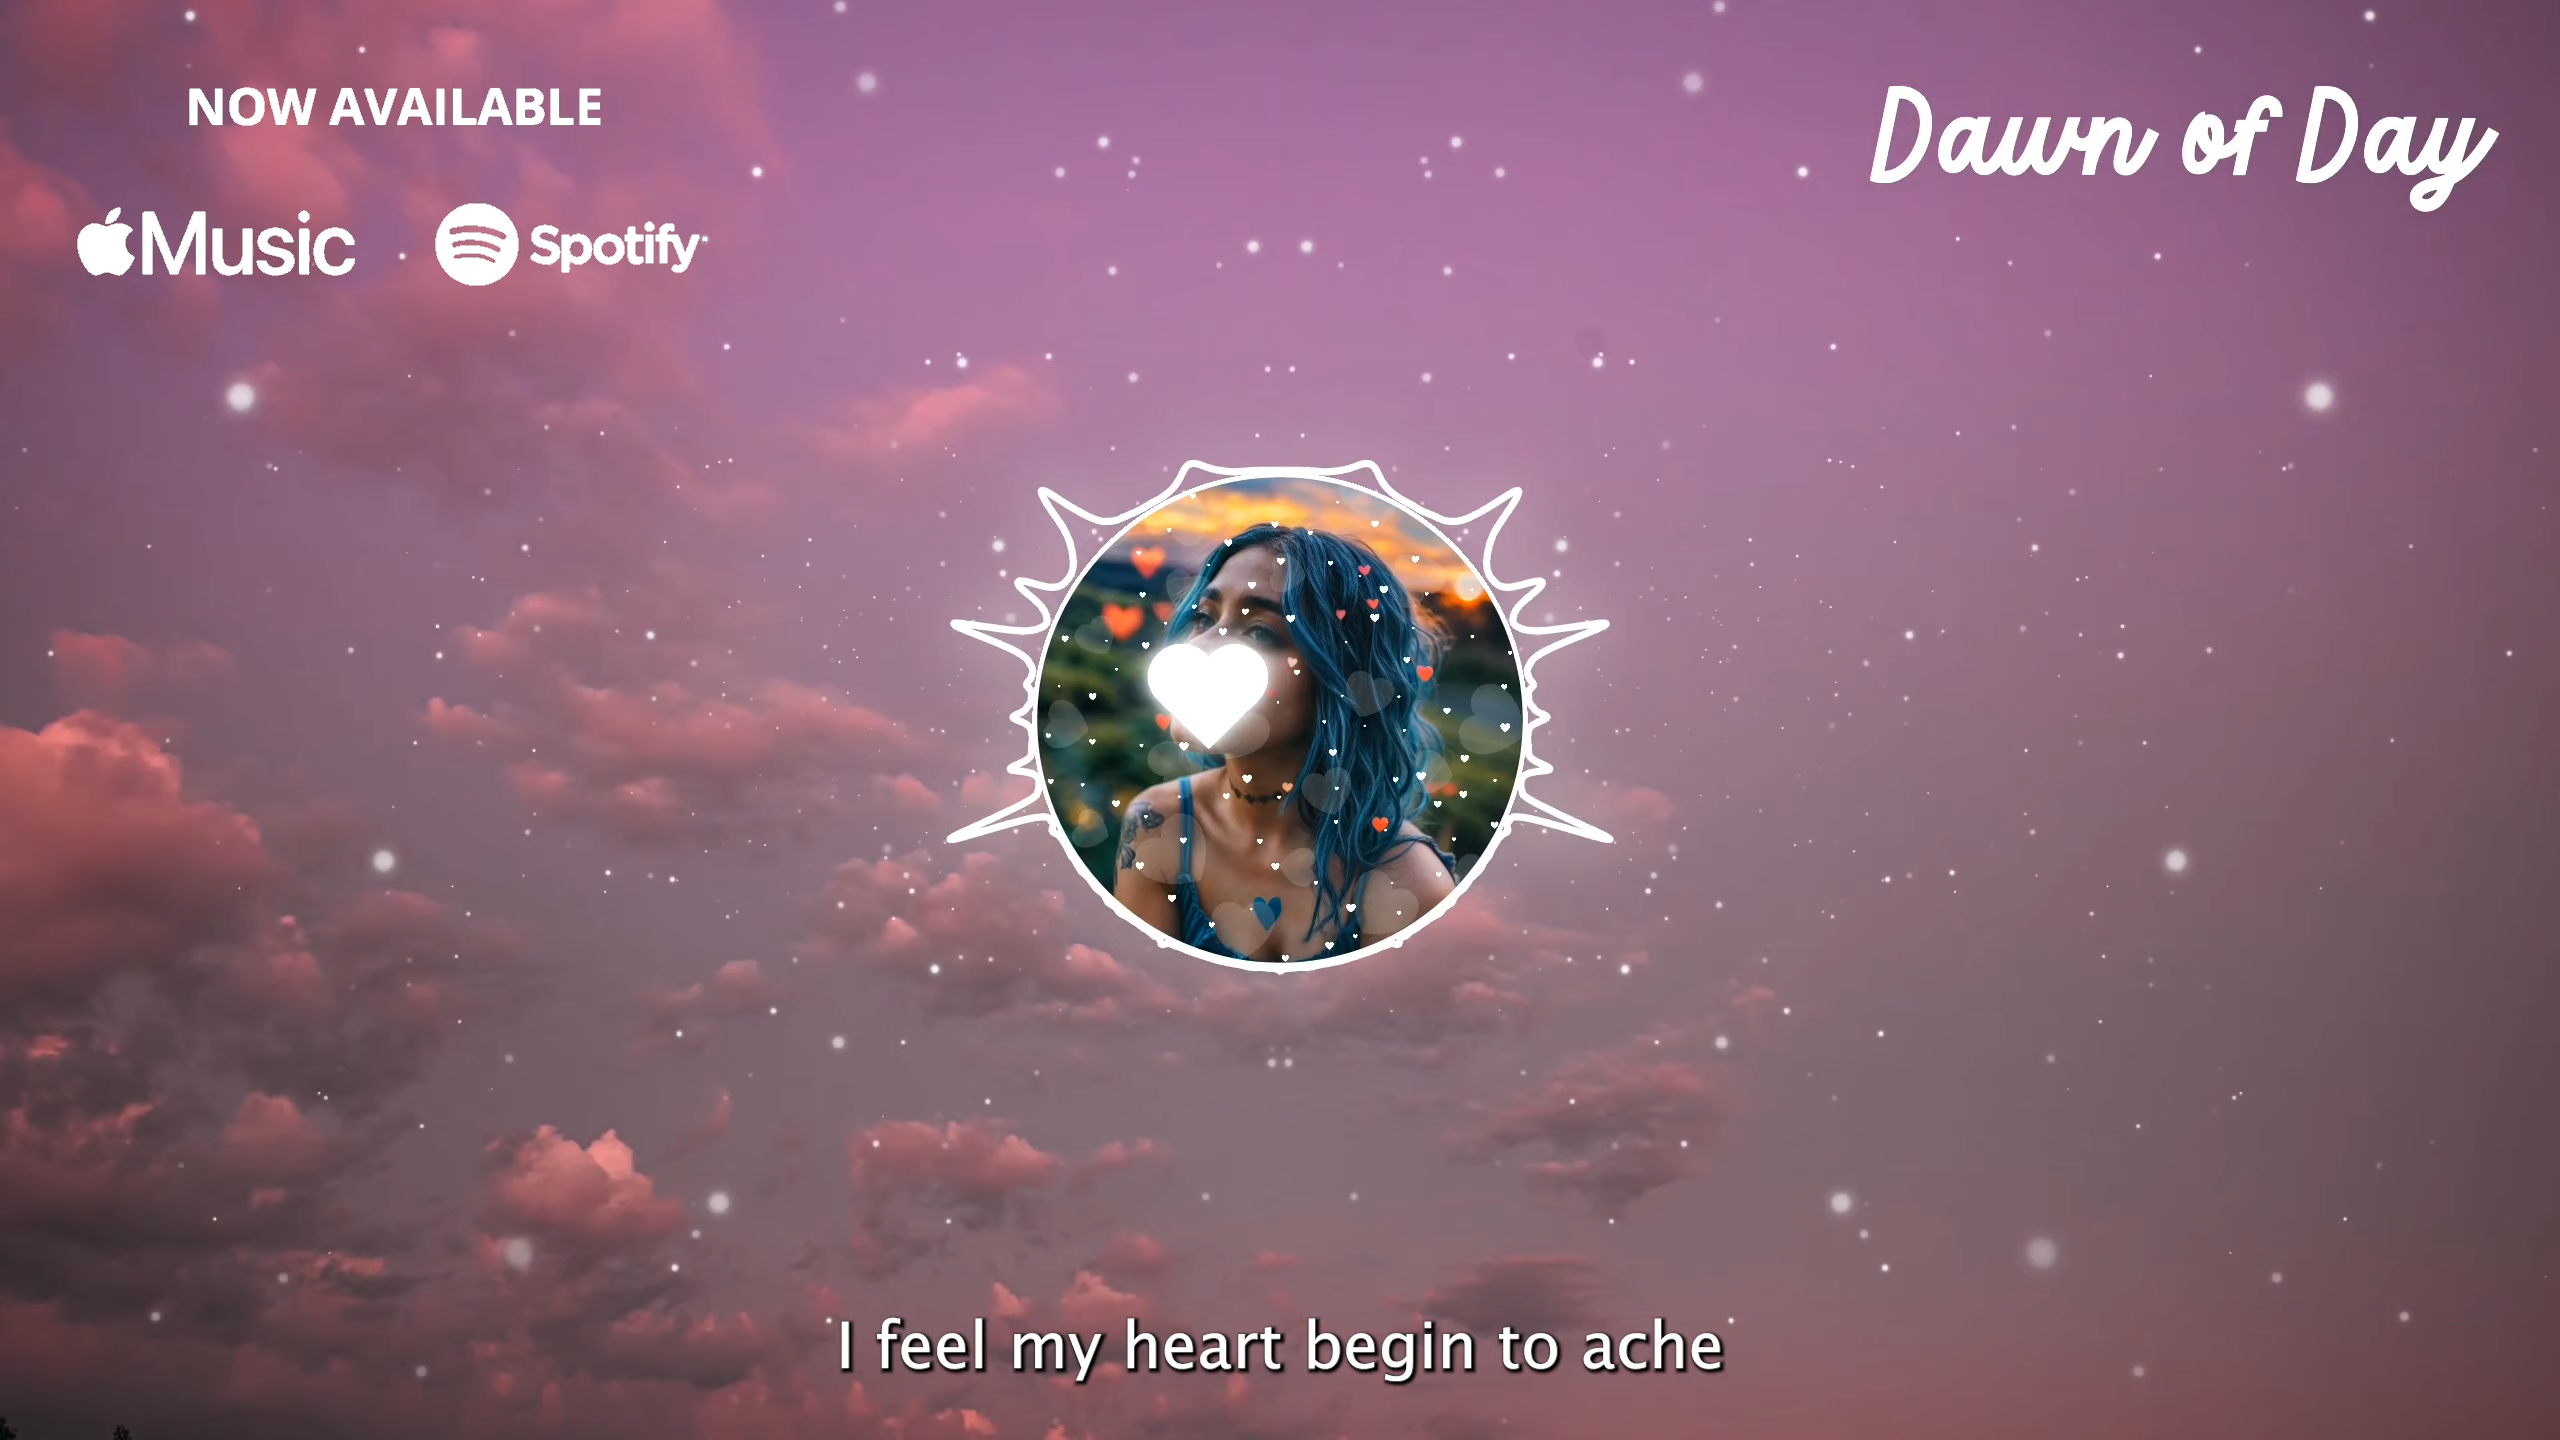 NOW AVAILABLE
Dawn of Day
Music
Spotify
I feel my heart begin to ache